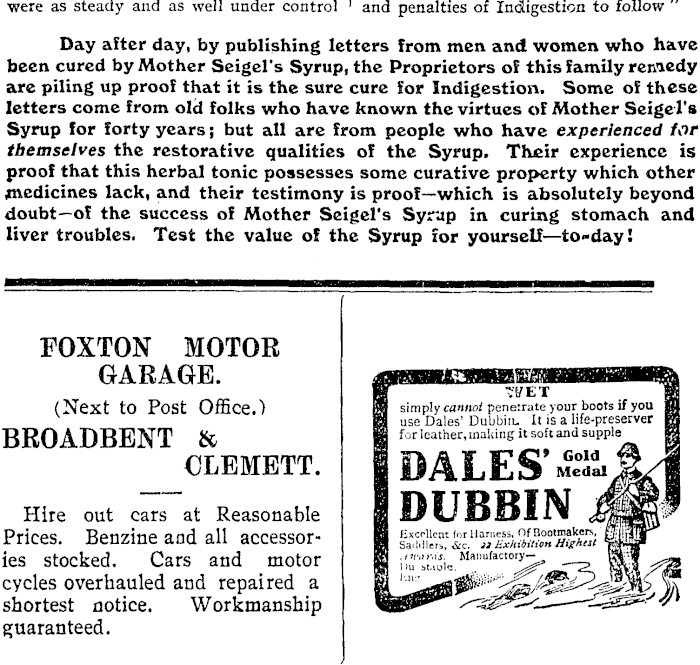 were as steady and as well under control ' and penalties of Indigestion to follow "
Day after day, by publishing letters from men and women who have
been cured by Mother Seigel's Syrup, the Proprietors of this family remedy
are piling up proof that it is the sure cure for Indigestion. Some of these
letters come from old folks who have known the virtues of Mother Seigel's
Syrup for forty years; but all are from people who have experienced for
themselves the restorative qualities of the Syrup. Their experience is
proof that this herbal tonic possesses some curative property which other
medicines lack, and their testimony is proof—which is absolutely beyond
doubt—of the success of Mother Seigel's Syrup in curing stomach and
liver troubles. Test the value of the Syrup for yourself—to-day!
FOXTON MOTOR
GARAGE.
(Next to Post Office.)
BROADBENT &
CLEMETT.
Hire out cars at Reasonable
Prices. Benzine and all accessor-
ies stocked. Cars and motor
cycles overhauled and repaired a
shortest notice. Workmanship
guaranteed.
WET
simply cannot penetrate your boots if you
use Dales' Dubbin. It is a life-preserver
for leather, making it soft and supple
DALES' Gold
Medal
DUBBIN
Excellent for Harness. Of Bootmakers,
Saddlers, &c. 22 Exhibition Highest
Manufactory—